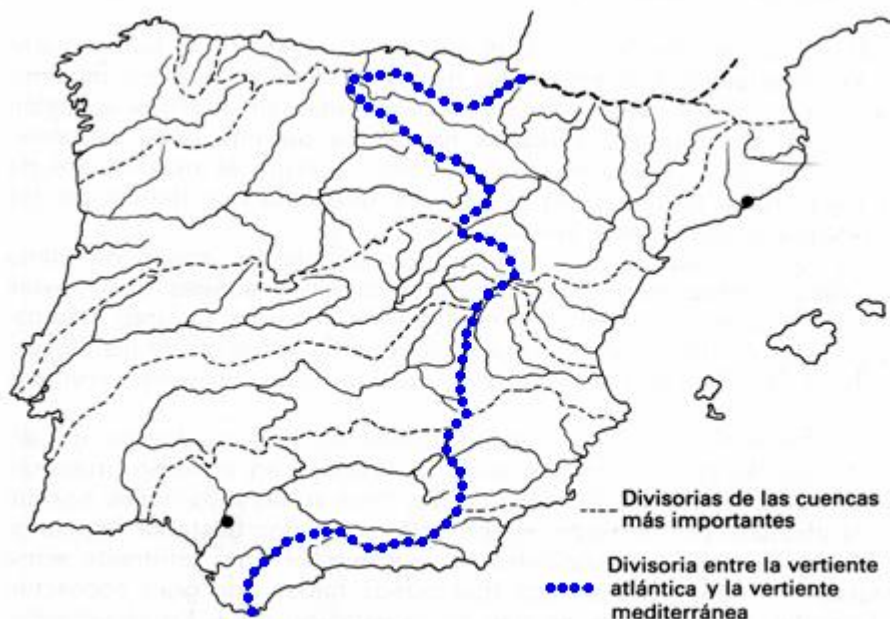 Divisorias de las cuencas
más importantes
Divisoria entre la vertiente
atlántica y la vertiente
mediterránea